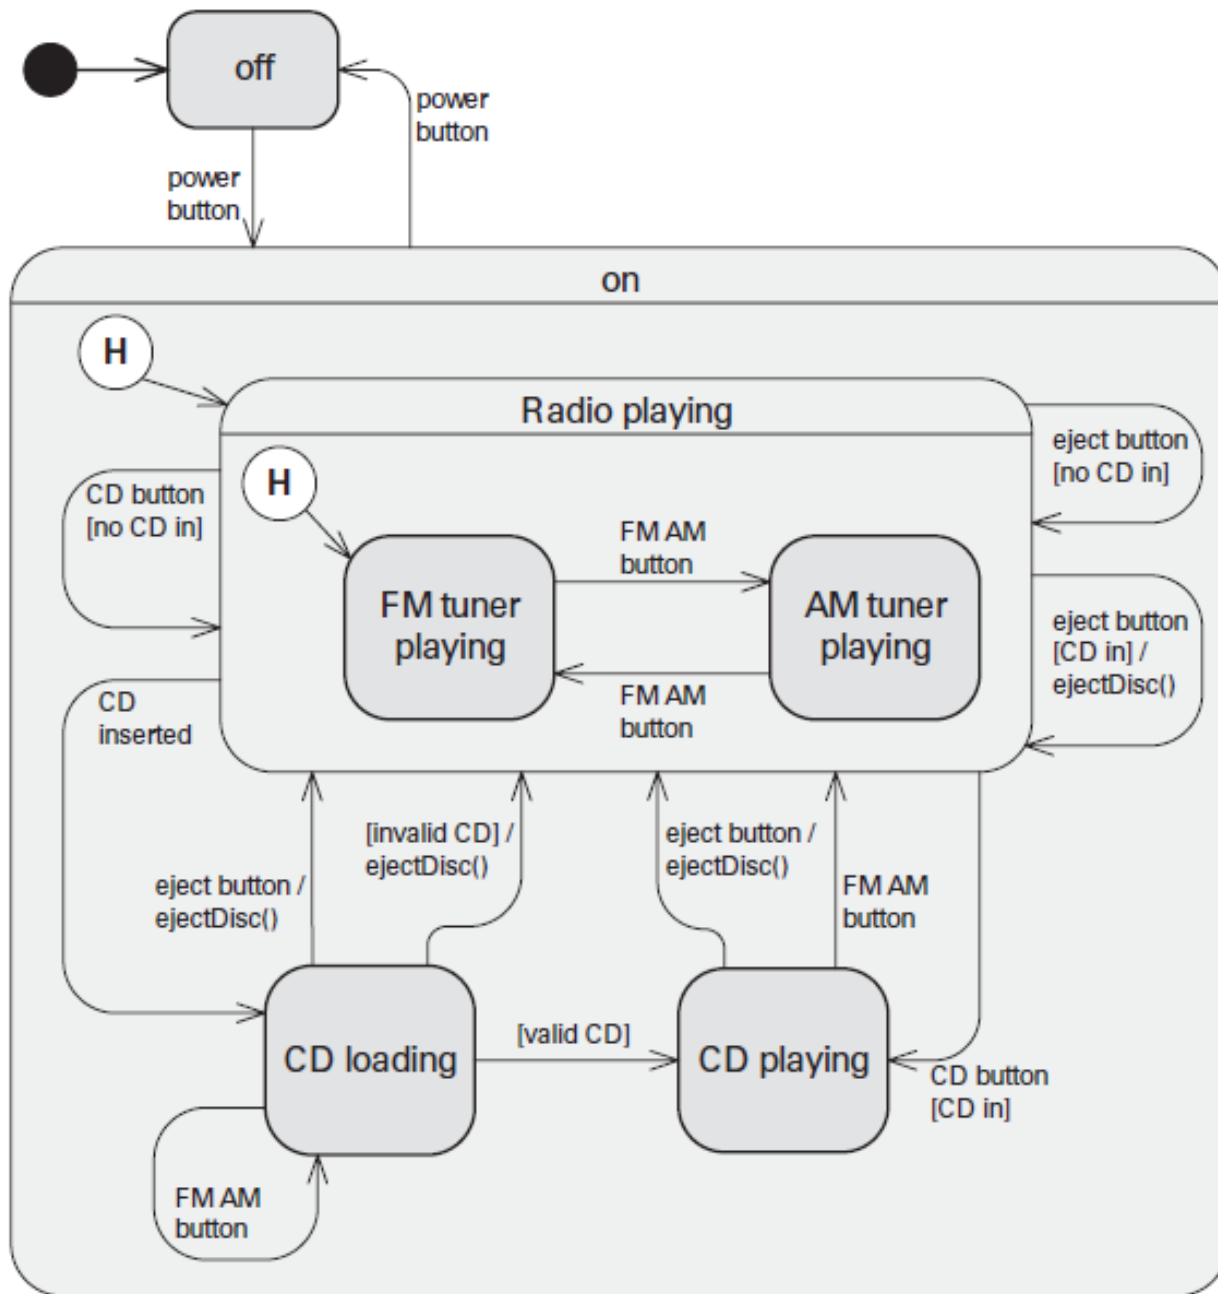 off
power
button
power
button
on
H
Radio playing
eject button
[no CD in]
H
CD button
[no CD in]
FM AM
button
FM tuner
playing
AM tuner
playing
eject button
[CD in] /
ejectDisc()
FM AM
button
CD
inserted
[invalid CD] /
ejectDisc()
eject button /
ejectDisc()
eject button /
ejectDisc()
FM AM
button
CD loading
[valid CD]
CD playing
CD button
[CD in]
FM AM
button